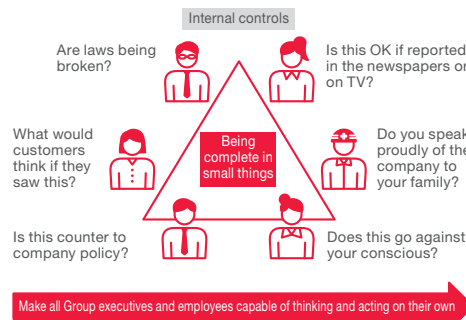 Internal controls
Are laws being
broken?
Is this OK if reported
in the newspapers or
on TV?
What would
customers
think if they
saw this?
Being
complete in
small things
Do you speak
proudly of the
company to
your family?
Is this counter to
company policy?
Does this go against
your conscious?
Make all Group executives and employees capable of thinking and acting on their own